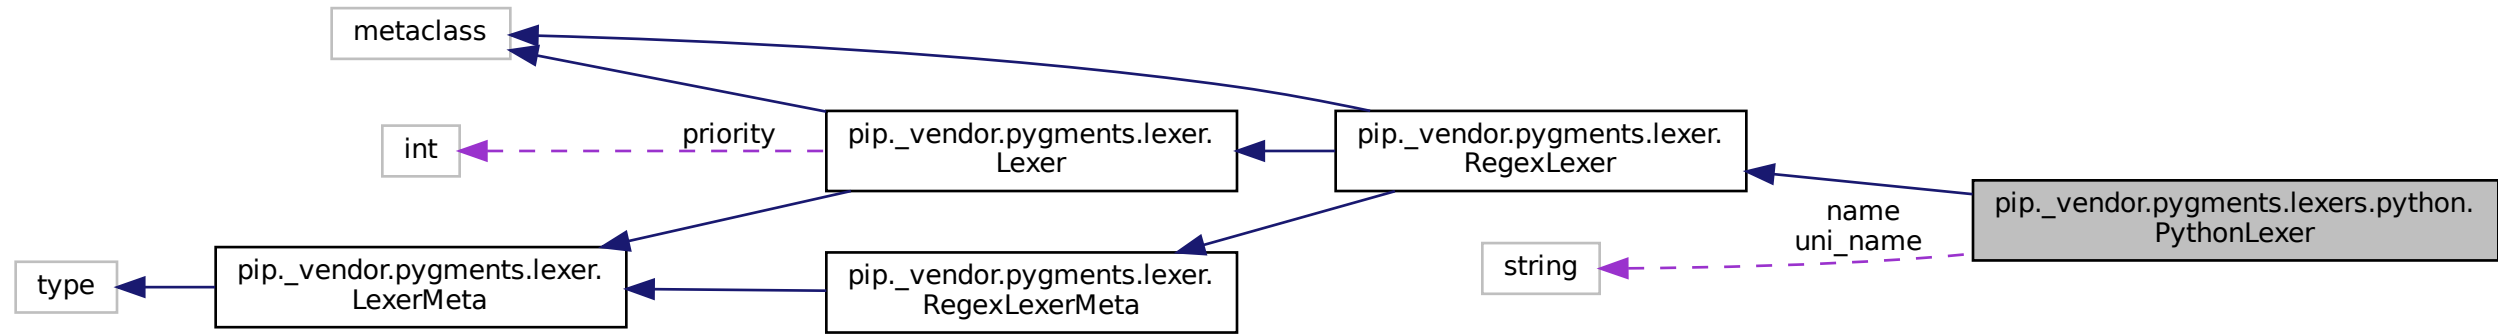 metaclass
int
priority
pip._vendor.pygments.lexer.
Lexer
pip._vendor.pygments.lexer.
RegexLexer
pip._vendor.pygments.lexers.python.
PythonLexer
name
uni_name
string
type
pip._vendor.pygments.lexer.
LexerMeta
pip._vendor.pygments.lexer.
RegexLexerMeta